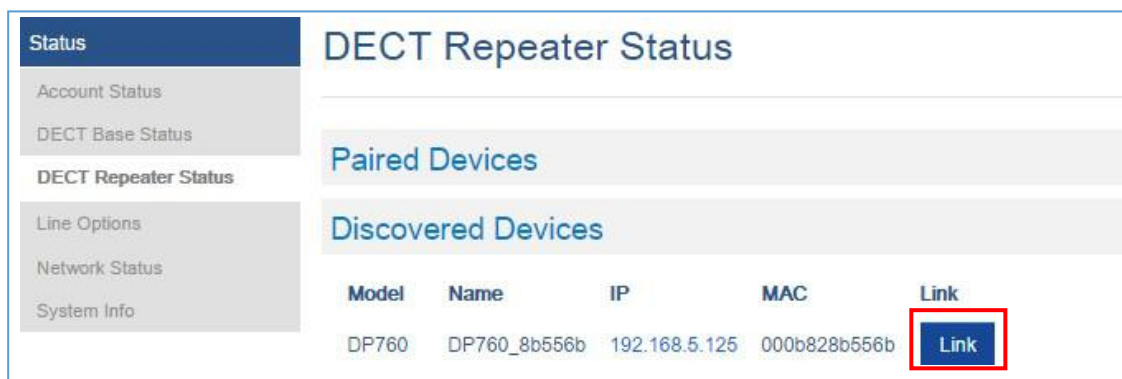 Status
Account Status
DECT Base Status
DECT Repeater Status
Line Options
Network Status
System Info
DECT Repeater Status
Paired Devices
Discovered Devices
Model Name IP MAC Link
DP760 DP760_8b556b 192.168.5.125 000b828b556b Link